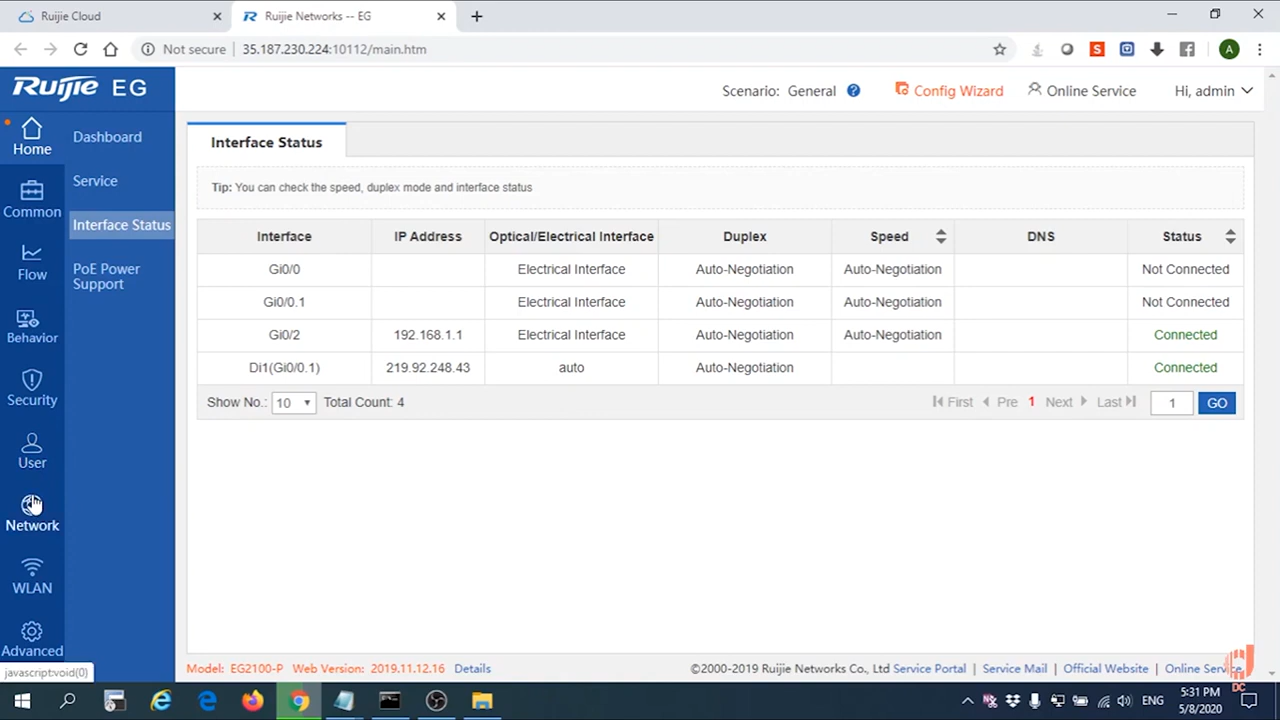 Ruijie Cloud
Ruijie Networks -- EG
Not secure
35.187.230.224:10112/main.htm
A
Ruijie EG
Scenario: General
Config Wizard
Online Service
Hi, admin
Home
Common
Flow
Behavior
Security
User
Network
WLAN
Advanced
Dashboard
Service
Interface Status
PoE Power
Support
Interface Status
Tip: You can check the speed, duplex mode and interface status
Interface IP Address Optical/Electrical Interface Duplex Speed DNS Status
Gi0/0 Electrical Interface Auto-Negotiation Auto-Negotiation Not Connected
Gi0/0.1 Electrical Interface Auto-Negotiation Auto-Negotiation Not Connected
Gi0/2 192.168.1.1 Electrical Interface Auto-Negotiation Auto-Negotiation Connected
Di1(Gi0/0.1) 219.92.248.43 auto Auto-Negotiation Connected
Show No.: 10 Total Count: 4
First Pre 1 Next Last 1 GO
javascript:void(0)
Model: EG2100-P Web Version: 2019.11.12.16 Details
©2000-2019 Ruijie Networks Co., Ltd Service Portal | Service Mail | Official Website | Online Service
DC
ENG
5:31 PM
5/8/2020